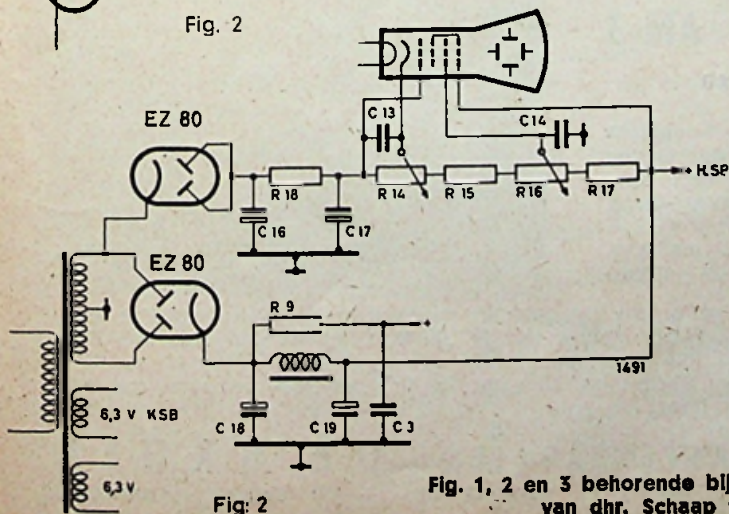 Fig. 2
EZ 80
C 13
C 14
R 18
R 14
R 15
R 16
R 17
+ H.SP
C 16
C 17
EZ 80
R 9
+
1491
6,3 V KSB
C 18
C 19
C 3
6,3 V
Fig: 2
Fig. 1, 2 en 3 behorende bij
van dhr. Schaap